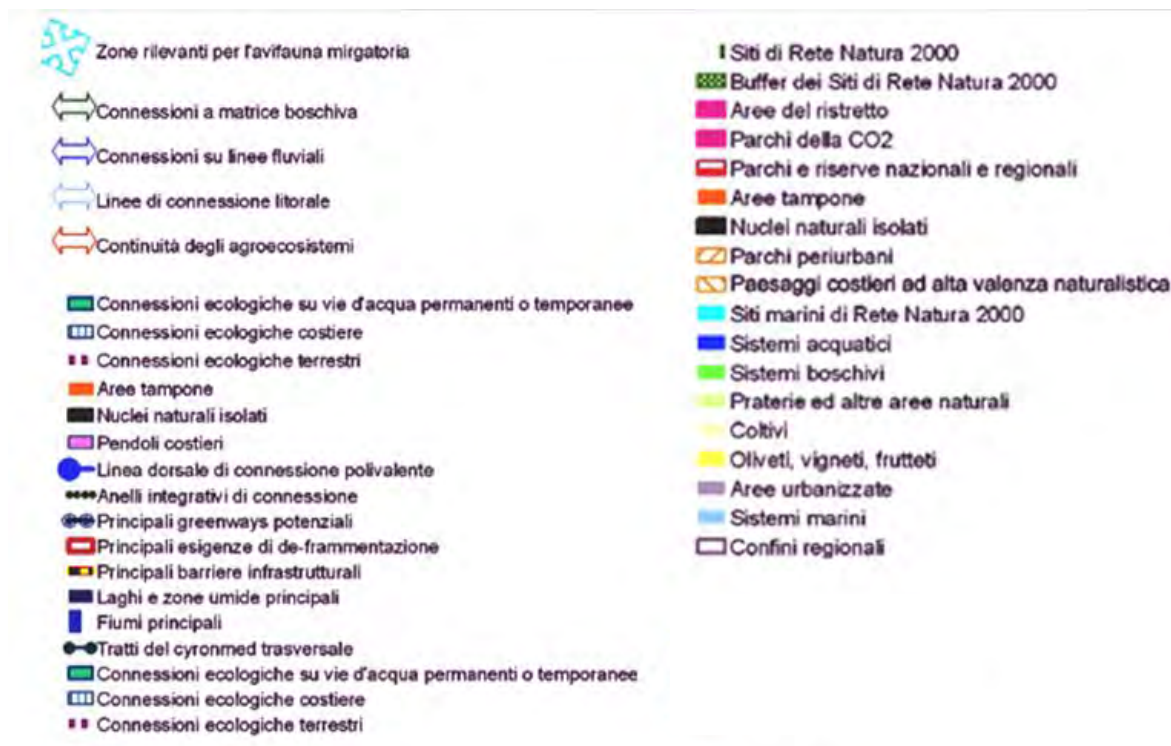 Zone rilevanti per l'avifauna mirgatoria
Connessioni a matrice boschiva
Connessioni su linee fluviali
Linee di connessione litorale
Continuità degli agroecosistemi
Connessioni ecologiche su vie d'acqua permanenti o temporanee
Connessioni ecologiche costiere
Connessioni ecologiche terrestri
Aree tampone
Nuclei naturali isolati
Pendoli costieri
Linea dorsale di connessione polivalente
Anelli integrativi di connessione
Principali greenways potenziali
Principali esigenze di de-frammentazione
Principali barriere infrastrutturali
Laghi e zone umide principali
Fiumi principali
Tratti del cyronmed trasversale
Connessioni ecologiche su vie d'acqua permanenti o temporanee
Connessioni ecologiche costiere
Connessioni ecologiche terrestri
Siti di Rete Natura 2000
Buffer dei Siti di Rete Natura 2000
Aree del ristretto
Parchi della CO2
Parchi e riserve nazionali e regionali
Aree tampone
Nuclei naturali isolati
Parchi periurbani
Paesaggi costieri ad alta valenza naturalistica
Siti marini di Rete Natura 2000
Sistemi acquatici
Sistemi boschivi
Praterie ed altre aree naturali
Coltivi
Oliveti, vigneti, frutteti
Aree urbanizzate
Sistemi marini
Confini regionali